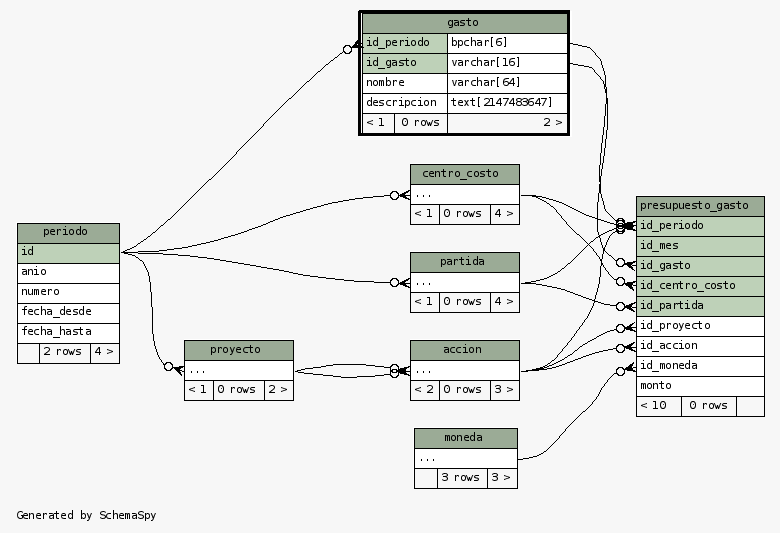 gasto
id_periodo bpchar[6]
id_gasto varchar[16]
nombre varchar[64]
descripcion text[2147483647]
< 1 0 rows 2 >
centro_costo
...
< 1 0 rows 4 >
presupuesto_gasto
id_periodo
id_mes
id_gasto
id_centro_costo
id_partida
id_proyecto
id_accion
id_moneda
monto
< 10 0 rows
periodo
id
anio
numero
fecha_desde
fecha_hasta
2 rows 4 >
partida
...
< 1 0 rows 4 >
proyecto
...
< 1 0 rows 2 >
accion
...
< 2 0 rows 3 >
moneda
...
3 rows 3 >
Generated by SchemaSpy